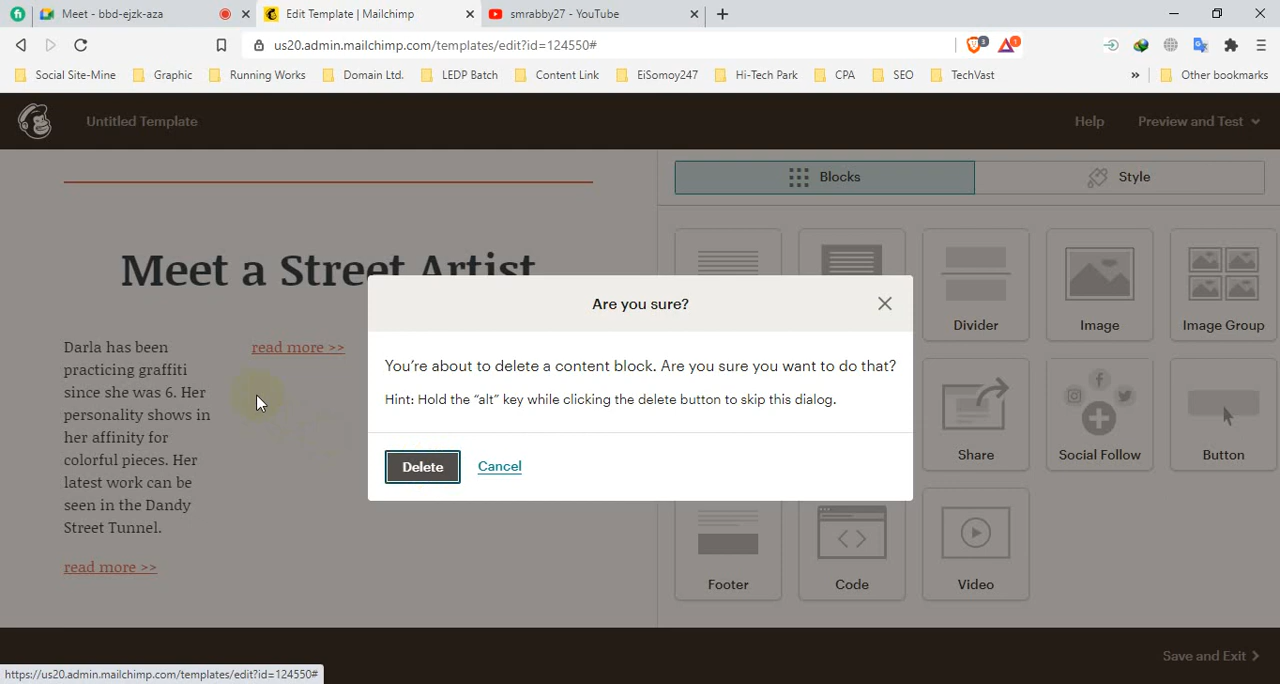 Meet - bbd-ejzk-aza
Edit Template | Mailchimp
smrabby27 - YouTube
us20.admin.mailchimp.com/templates/edit?id=124550#
3
1
Social Site-Mine
Graphic
Running Works
Domain Ltd.
LEDP Batch
Content Link
EiSomoy247
Hi-Tech Park
CPA
SEO
TechVast
»
Other bookmarks
Untitled Template
Help
Preview and Test
Blocks
Style
Meet a Street Artist
Darla has been
practicing graffiti
since she was 6. Her
personality shows in
her affinity for
colorful pieces. Her
latest work can be
seen in the Dandy
Street Tunnel.
read more >>
read more >>
Are you sure?
You're about to delete a content block. Are you sure you want to do that?
Hint: Hold the “alt” key while clicking the delete button to skip this dialog.
Delete
Cancel
Divider
Image
Image Group
Share
Social Follow
Button
Footer
Code
Video
Save and Exit
https://us20.admin.mailchimp.com/templates/edit?id=124550#